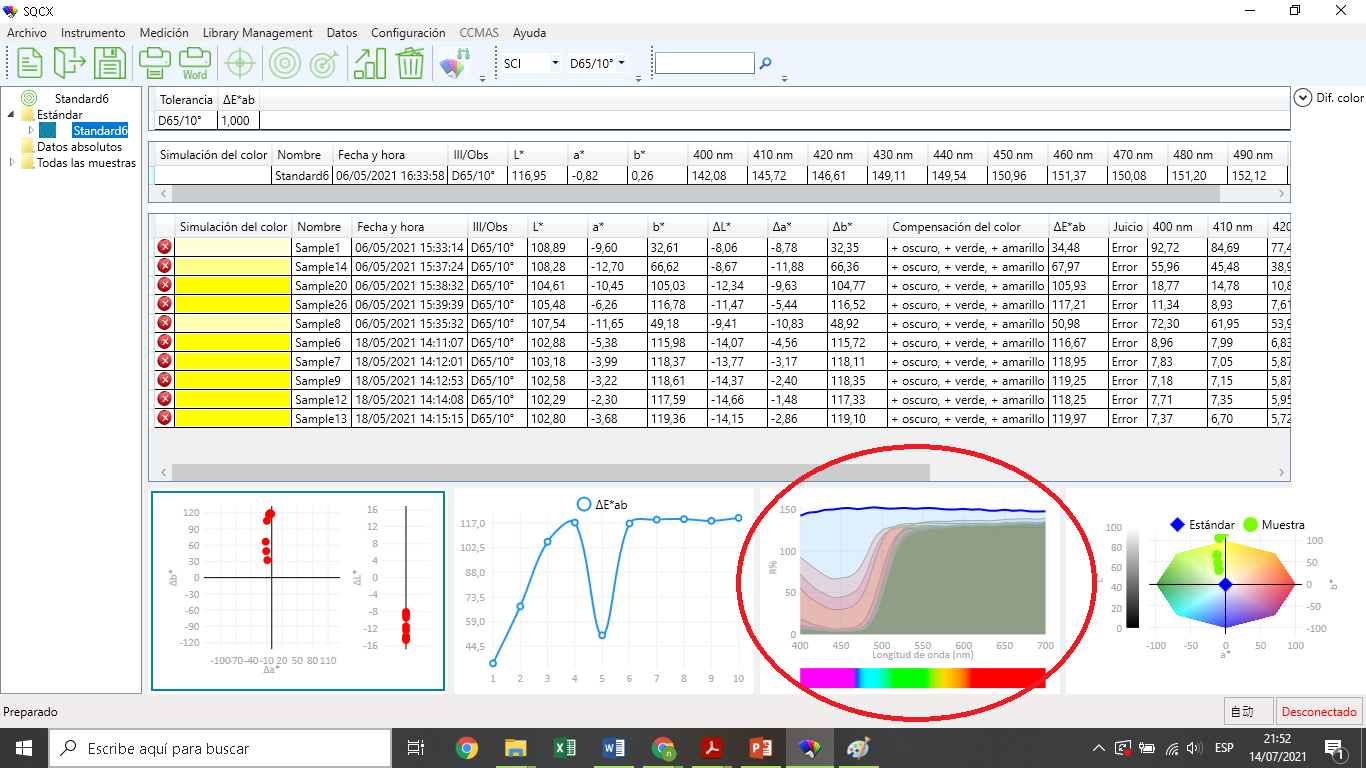 SQCX
Archivo Instrumento Medición Library Management Datos Configuración CCMAS Ayuda
Word SCI D65/10°
Standard6
Estándar
Standard6
Datos absolutos
Todas las muestras
Tolerancia ΔE*ab
D65/10° 1,000
Dif. color
Simulación del color Nombre Fecha y hora III/Obs L* a* b* 400 nm 410 nm 420 nm 430 nm 440 nm 450 nm 460 nm 470 nm 480 nm 490 nm
Standard6 06/05/2021 16:33:58 D65/10° 116,95 -0,82 0,26 142,08 145,72 146,61 149,11 149,54 150,96 151,37 150,08 151,20 152,12
Simulación del color Nombre Fecha y hora III/Obs L* a* b* ΔL* Δa* Δb* Compensación del color ΔE*ab Juicio 400 nm 410 nm 420
Sample1 06/05/2021 15:33:14 D65/10° 108,89 -9,60 32,61 -8,06 -8,78 32,35 + oscuro, + verde, + amarillo 34,48 Error 92,72 84,69 77,4
Sample14 06/05/2021 15:37:24 D65/10° 108,28 -12,70 66,62 -8,67 -11,88 66,36 + oscuro, + verde, + amarillo 67,97 Error 55,96 45,48 38,9
Sample20 06/05/2021 15:38:32 D65/10° 104,61 -10,45 105,03 -12,34 -9,63 104,77 + oscuro, + verde, + amarillo 105,93 Error 18,77 14,78 10,8
Sample26 06/05/2021 15:39:39 D65/10° 105,48 -6,26 116,78 -11,47 -5,44 116,52 + oscuro, + verde, + amarillo 117,21 Error 11,34 8,93 7,61
Sample8 06/05/2021 15:35:32 D65/10° 107,54 -11,65 49,18 -9,41 -10,83 48,92 + oscuro, + verde, + amarillo 50,98 Error 72,30 61,95 53,9
Sample6 18/05/2021 14:11:07 D65/10° 102,88 -5,38 115,98 -14,07 -4,56 115,72 + oscuro, + verde, + amarillo 116,67 Error 8,96 7,99 6,83
Sample7 18/05/2021 14:12:01 D65/10° 103,18 -3,99 118,37 -13,77 -3,17 118,11 + oscuro, + verde, + amarillo 118,95 Error 7,83 7,05 5,87
Sample9 18/05/2021 14:12:53 D65/10° 102,58 -3,22 118,61 -14,37 -2,40 118,35 + oscuro, + verde, + amarillo 119,25 Error 7,18 7,15 5,87
Sample12 18/05/2021 14:14:08 D65/10° 102,29 -2,30 117,59 -14,66 -1,48 117,33 + oscuro, + verde, + amarillo 118,25 Error 7,71 7,35 5,95
Sample13 18/05/2021 14:15:15 D65/10° 102,80 -3,68 119,36 -14,15 -2,86 119,10 + oscuro, + verde, + amarillo 119,97 Error 7,37 6,70 5,72
120
90
60
30
0
-30
-60
-90
-120
Δb*
-100-70-40-10 20 50 80 110
Δa*
16
12
8
4
0
-4
-8
-12
-16
ΔL*
ΔE*ab
117,0
102,5
88,0
73,5
59,0
44,5
1 2 3 4 5 6 7 8 9 10
150
100
50
0
R%
400 450 500 550 600 650 700
Longitud de onda (nm)
Estándar Muestra
100
80
60
40
20
0
100
50
0
-50
-100
b*
-100 -50 0 50 100
a*
Preparado 自动 Desconectado
Escribe aquí para buscar
ESP
21:52
14/07/2021
1